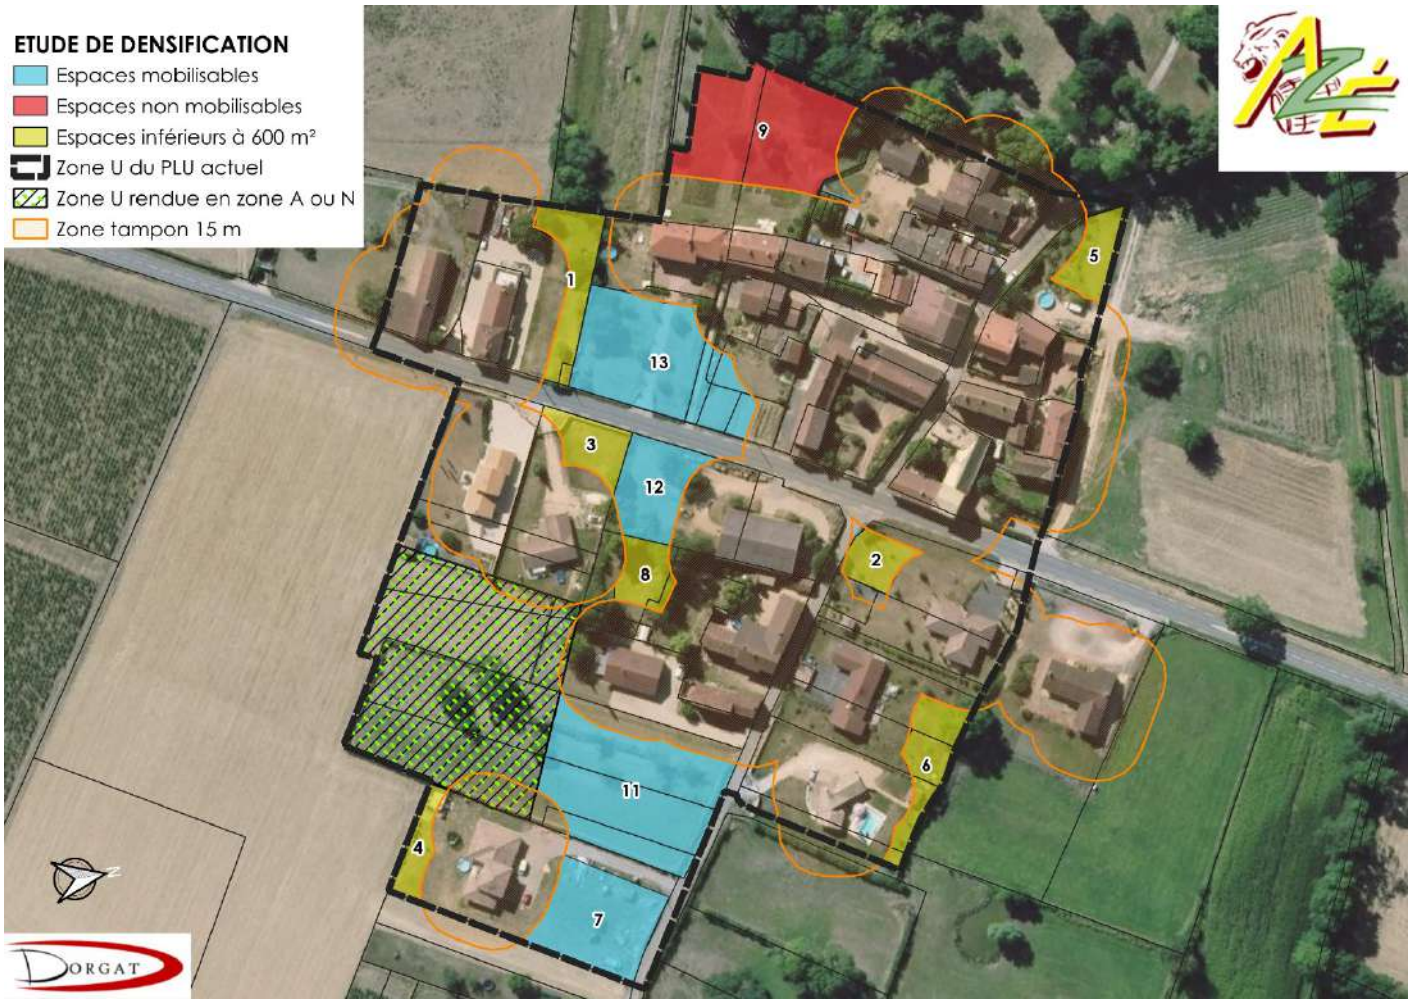 ETUDE DE DENSIFICATION
Espaces mobilisables
Espaces non mobilisables
Espaces inférieurs à 600 m²
Zone U du PLU actuel
Zone U rendue en zone A ou N
Zone tampon 15 m
AZÉ
9
5
1
13
3
12
2
8
6
11
4
7
N
DORGAT